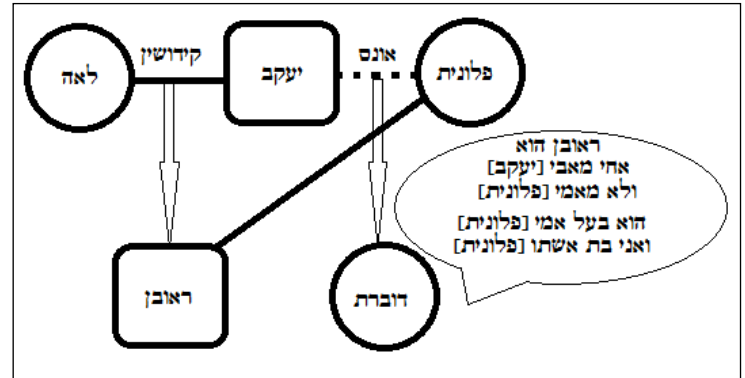 לאה
קידושין
יעקב
אונס
פלונית
ראובן
דוברת
ראובן הוא
אחי מאבי [יעקב]
ולא מאמי [פלונית]
הוא בעל אמי [פלונית]
ואני בת אשתו [פלונית]